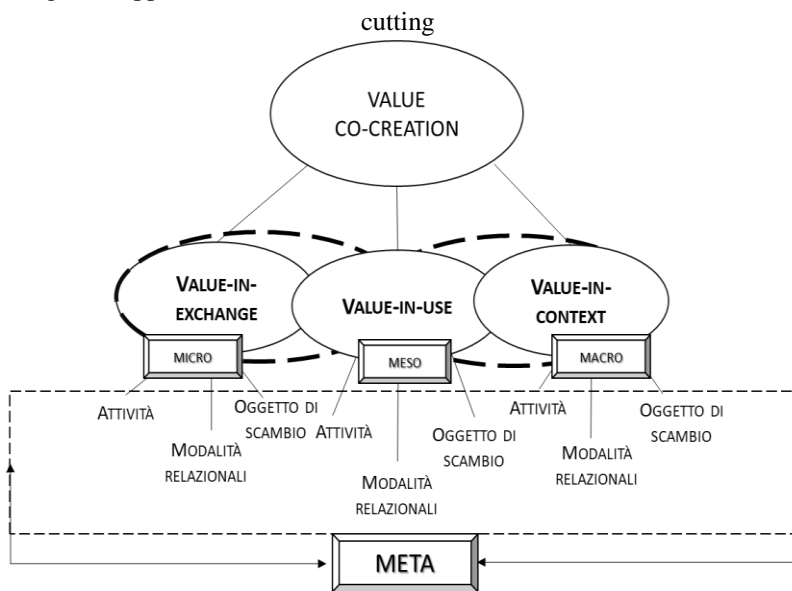 cutting
VALUE
CO-CREATION
VALUE-IN-
EXCHANGE
VALUE-IN-USE
VALUE-IN-
CONTEXT
MICRO
MESO
MACRO
ATTIVITÀ
OGGETTO DI
SCAMBIO
MODALITÀ
RELAZIONALI
ATTIVITÀ
OGGETTO DI
SCAMBIO
MODALITÀ
RELAZIONALI
ATTIVITÀ
OGGETTO DI
SCAMBIO
MODALITÀ
RELAZIONALI
META